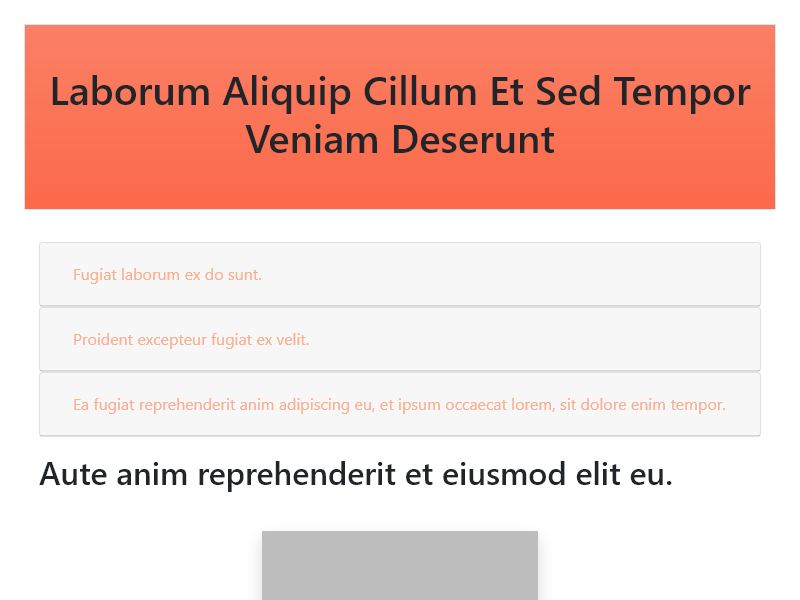 Laborum Aliquip Cillum Et Sed Tempor
Veniam Deserunt
Fugiat laborum ex do sunt.
Proident excepteur fugiat ex velit.
Ea fugiat reprehenderit anim adipiscing eu, et ipsum occaecat lorem, sit dolore enim tempor.
Aute anim reprehenderit et eiusmod elit eu.